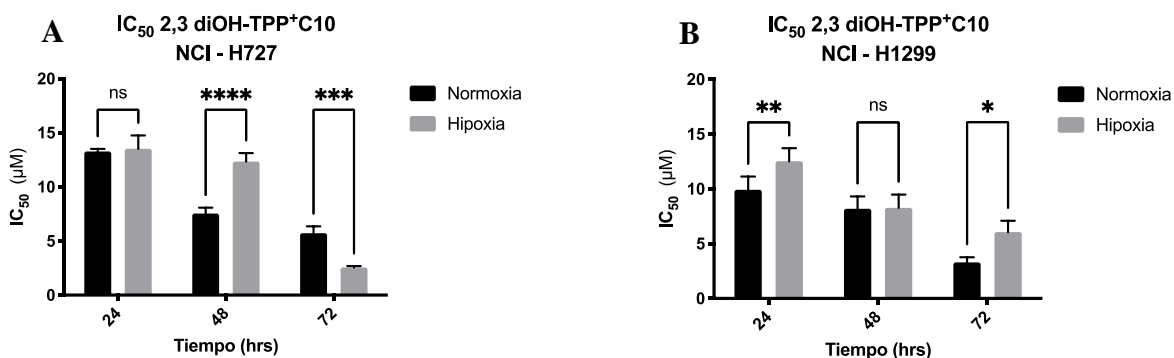 A
IC50 2,3 diOH-TPP+C10
NCI - H727
20
15
10
5
0
IC50 (µM)
ns
****
***
24
48
72
Tiempo (hrs)
Normoxia
Hipoxia
B
IC50 2,3 diOH-TPP+C10
NCI - H1299
20
15
10
5
0
IC50 (µM)
**
ns
*
24
48
72
Tiempo (hrs)
Normoxia
Hipoxia